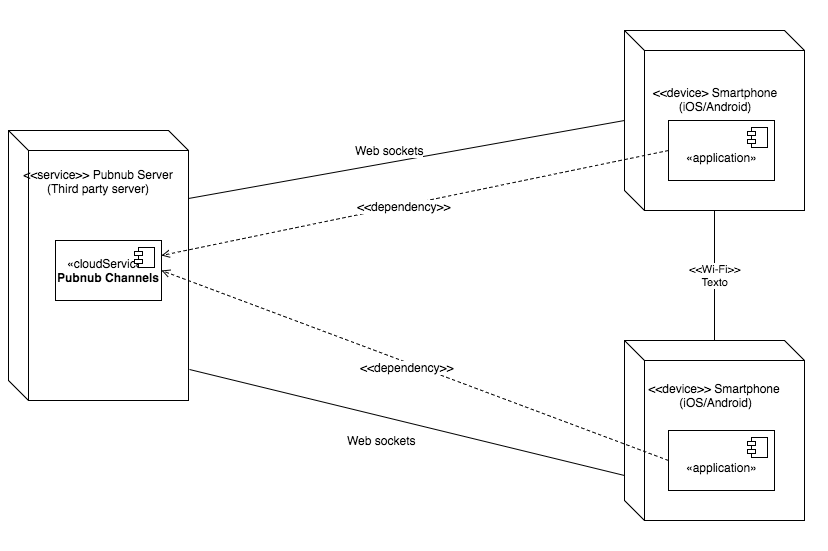 <<device> Smartphone
(iOS/Android)
«application»
Web sockets
<<service>> Pubnub Server
(Third party server)
<<dependency>>
«cloudService
Pubnub Channels
<<Wi-Fi>>
Texto
<<dependency>>
<<device>> Smartphone
(iOS/Android)
Web sockets
«application»